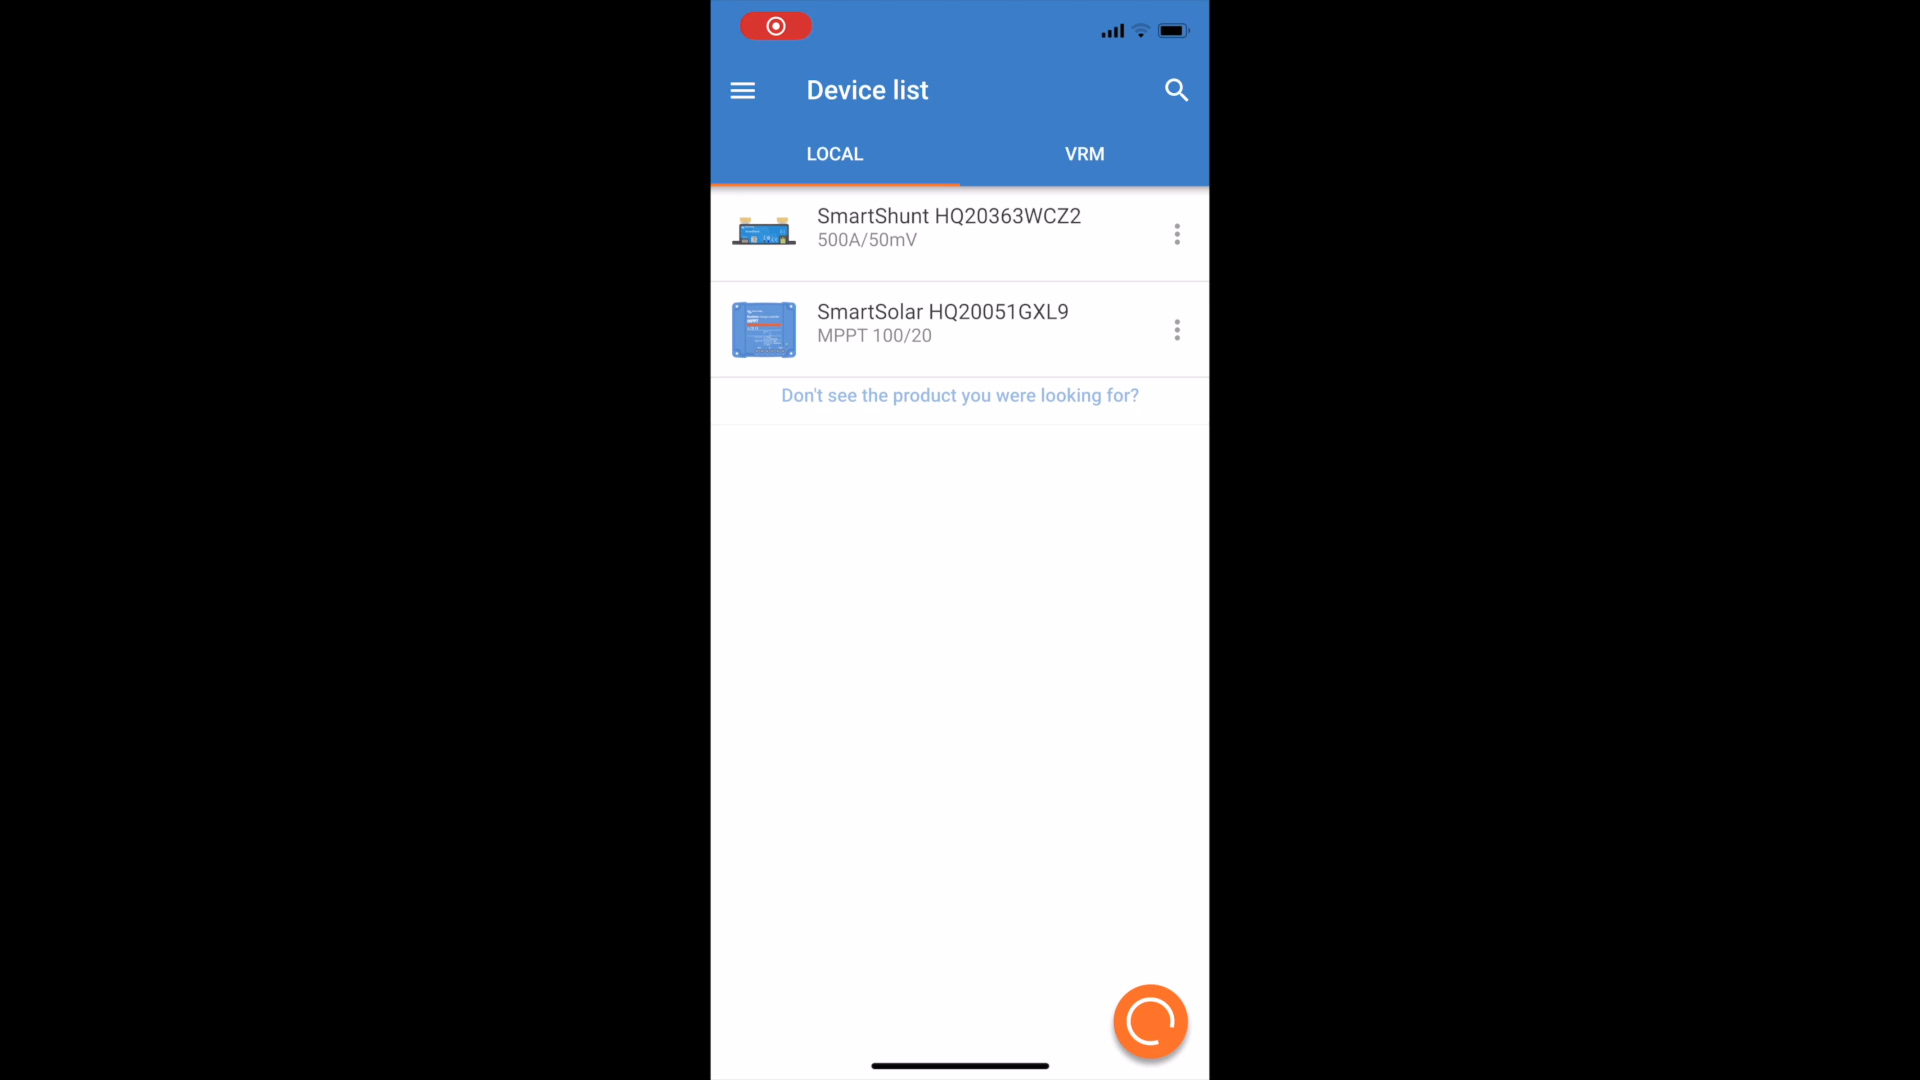 Device list
LOCAL
VRM
SmartShunt HQ20363WCZ2
500A/50mV
SmartSolar HQ20051GXL9
MPPT 100/20
Don't see the product you were looking for?